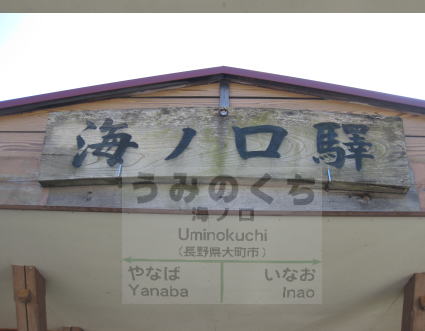 海ノ口驛
うみのくち
海ノ口
Uminokuchi
(長野県大町市)
やなば いなお
Yanaba Inao